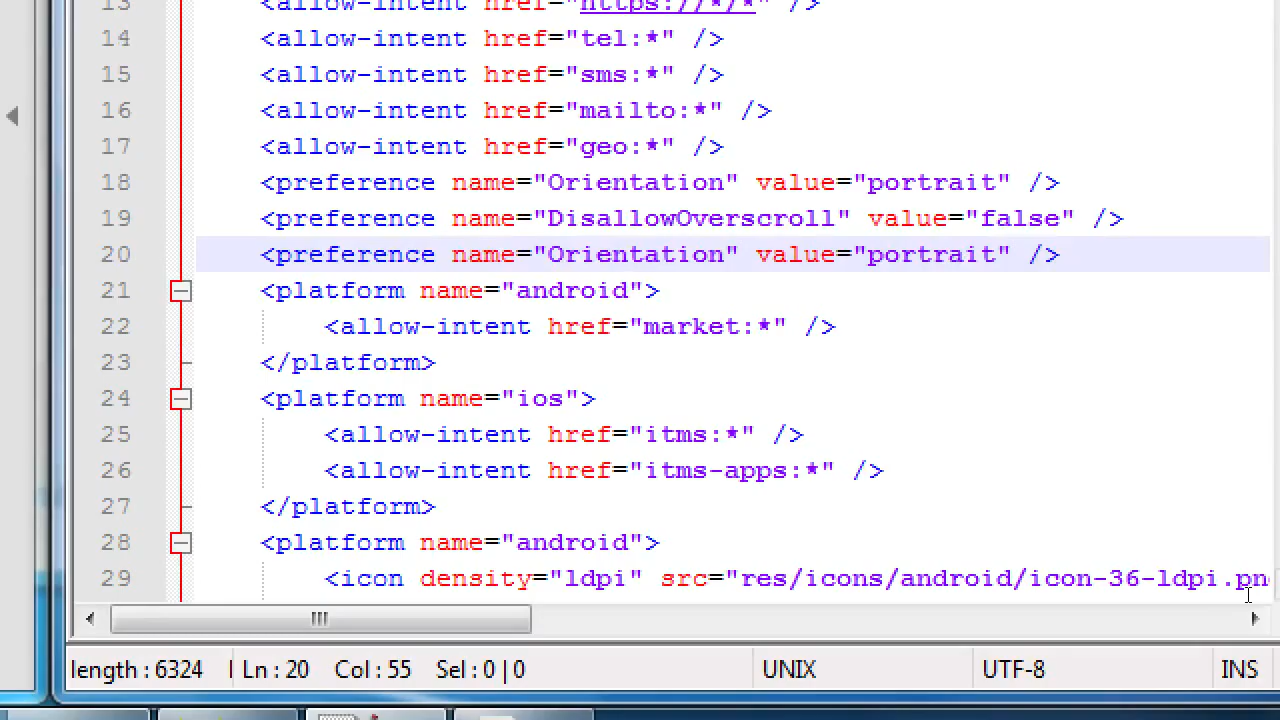 13 <allow-intent href="https://*/*" />
14 <allow-intent href="tel:*" />
15 <allow-intent href="sms:*" />
16 <allow-intent href="mailto:*" />
17 <allow-intent href="geo:*" />
18 <preference name="Orientation" value="portrait" />
19 <preference name="DisallowOverscroll" value="false" />
20 <preference name="Orientation" value="portrait" />
21 <platform name="android">
22 <allow-intent href="market:*" />
23 </platform>
24 <platform name="ios">
25 <allow-intent href="itms:*" />
26 <allow-intent href="itms-apps:*" />
27 </platform>
28 <platform name="android">
29 <icon density="ldpi" src="res/icons/android/icon-36-ldpi.pn
length : 6324 l Ln : 20 Col : 55 Sel : 0 | 0 UNIX UTF-8 INS